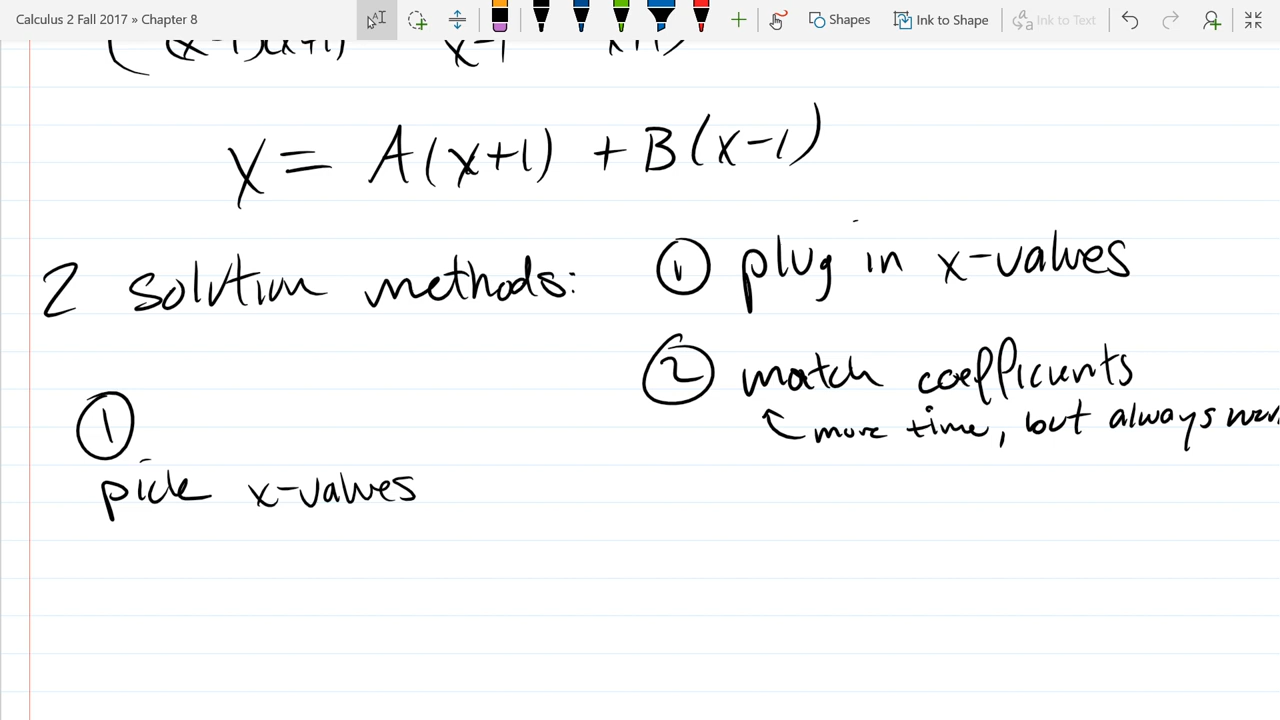 Calculus 2 Fall 2017 » Chapter 8
Shapes
Ink to Shape
Ink to Text
x-1
x = A(x+1) + B(x-1)
2 solution methods:
① plug in x-values
② match coefficients
more time, but always
①
pick x-values